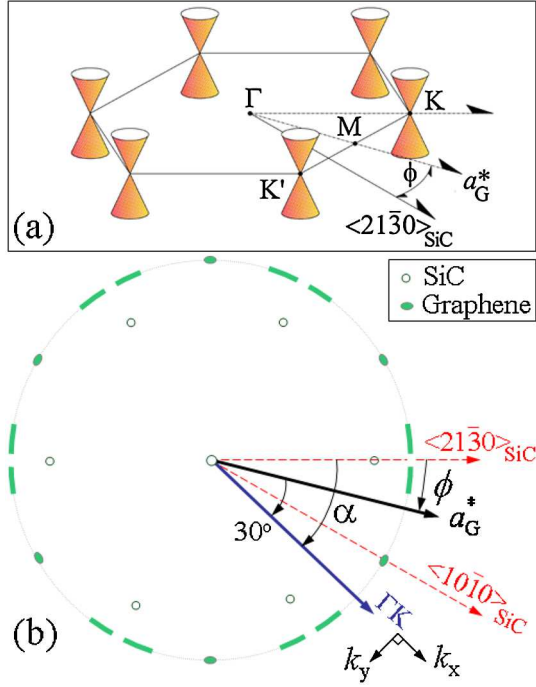 Γ
K
M
K'
ϕ
a*G
<213̄0>SiC
(a)
SiC
Graphene
<213̄0>SiC
ϕ
a*G
α
30°
<101̄0>SiC
ΓK
(b)
ky
kx